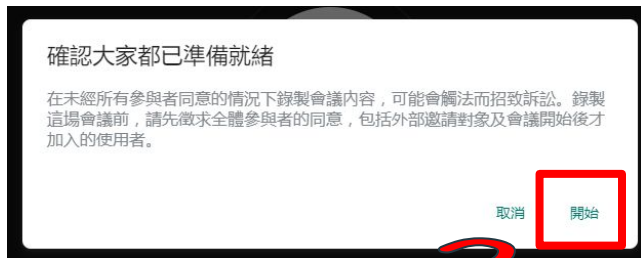 確認大家都已準備就緒
在未經所有參與者同意的情況下錄製會議內容，可能會觸法而招致訴訟。錄製
這場會議前，請先徵求全體參與者的同意，包括外部邀請對象及會議開始後才
加入的使用者。
取消 開始